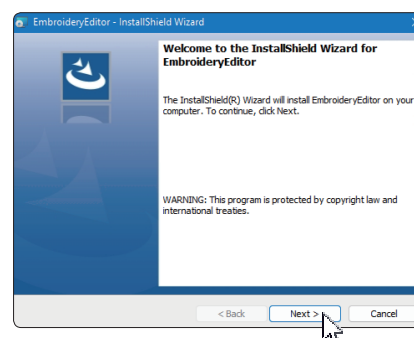 EmbroideryEditor - InstallShield Wizard
Welcome to the InstallShield Wizard for
EmbroideryEditor
The InstallShield(R) Wizard will install EmbroideryEditor on your
computer. To continue, click Next.
WARNING: This program is protected by copyright law and
international treaties.
< Back
Next >
Cancel